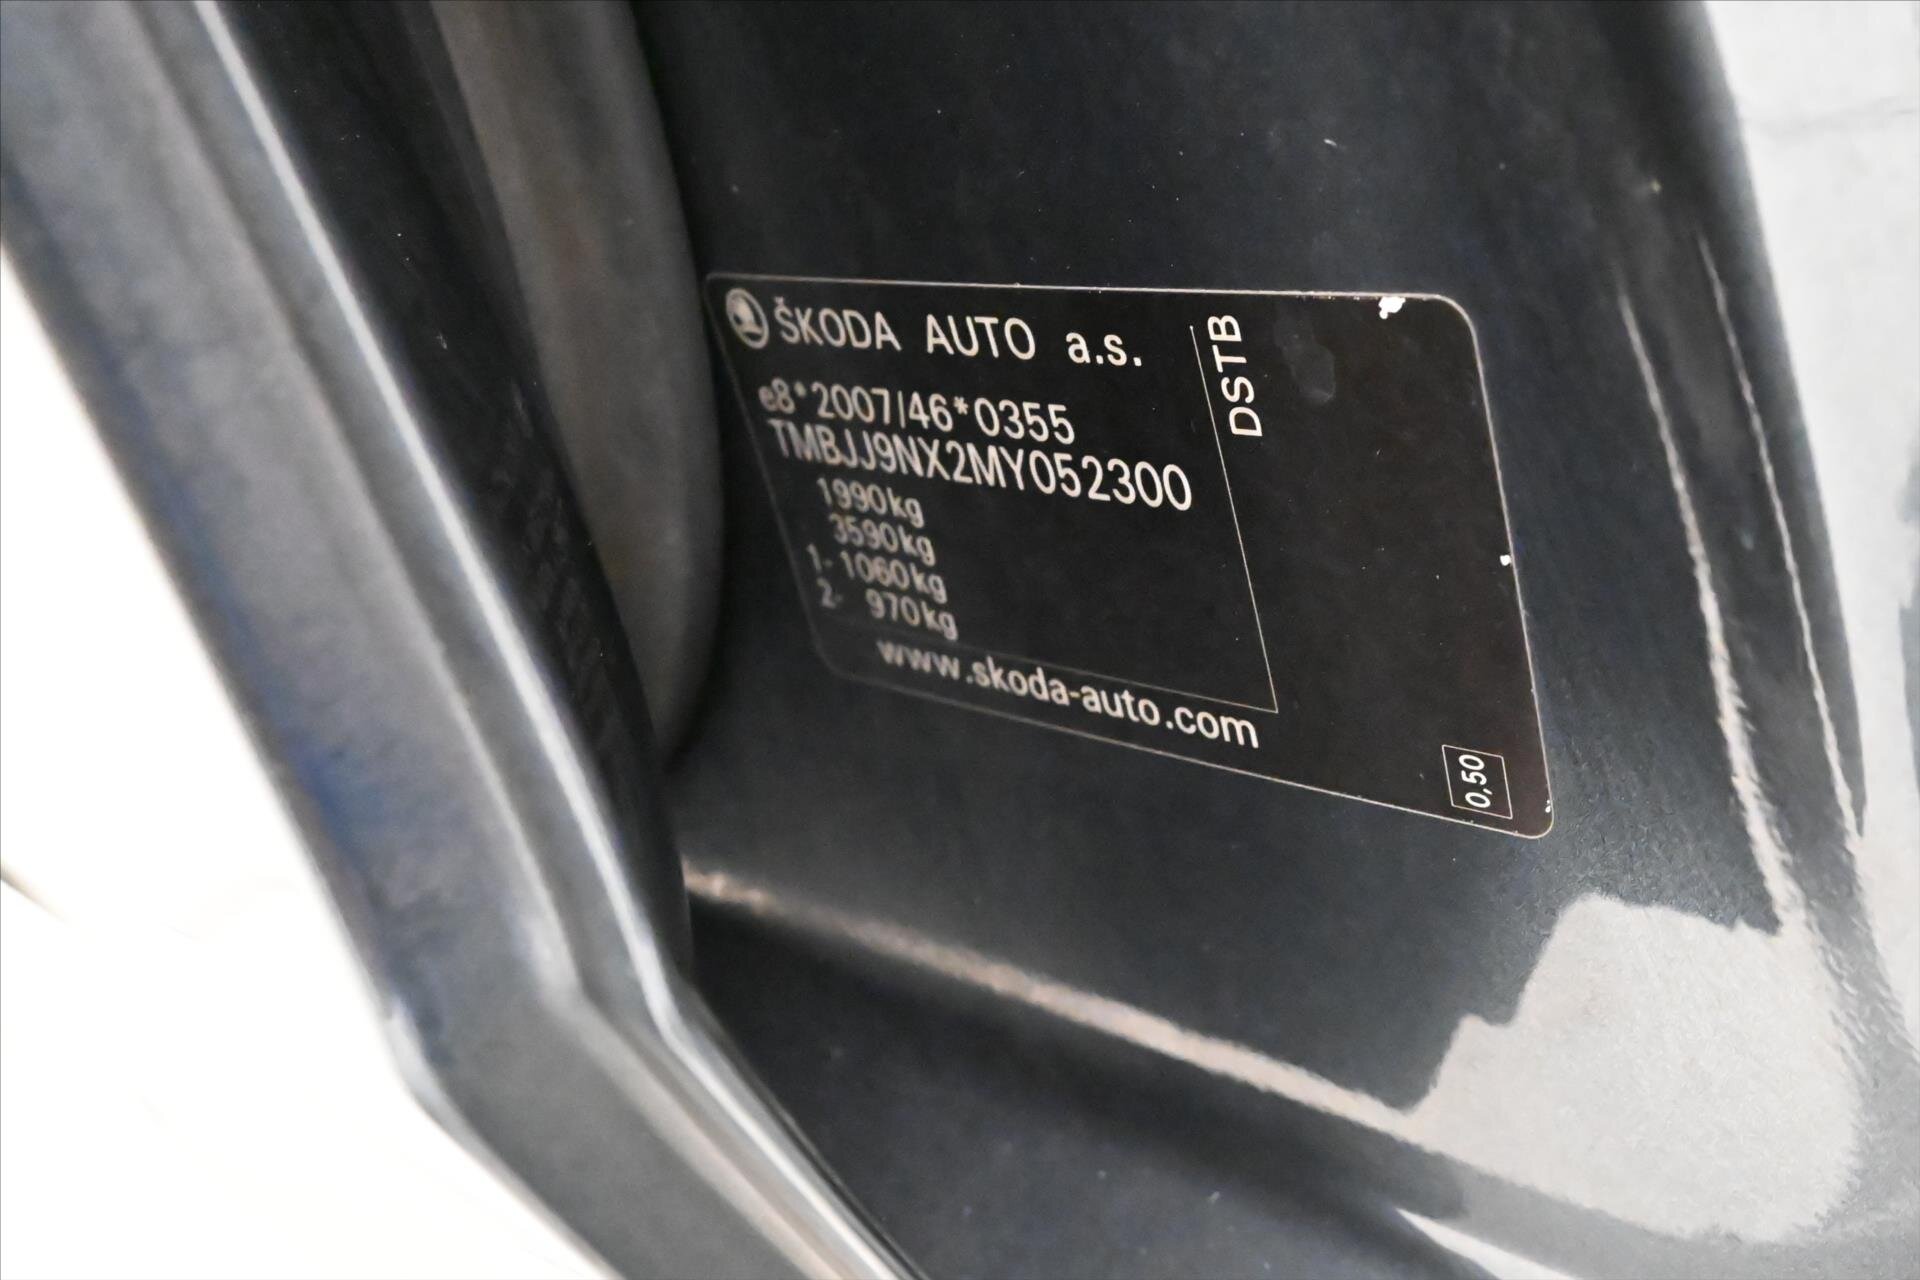 ŠKODA AUTO a.s.
e8*2007/46*0355
TMBJJ9NX2MY052300
1990kg
3590kg
1- 1060kg
2- 970kg
www.skoda-auto.com
DSTB
0,50